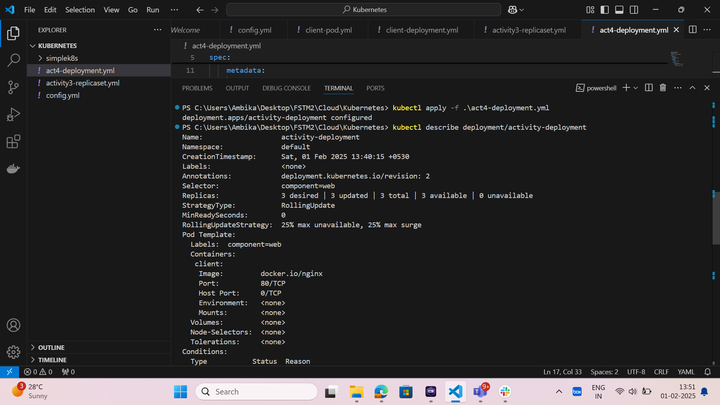 File Edit Selection View Go Run ··· Kubernetes
EXPLORER ···
Welcome config.yml client-pod.yml client-deployment.yml activity3-replicaset.yml act4-deployment.yml
KUBERNETES
simplek8s
act4-deployment.yml
activity3-replicaset.yml
config.yml
act4-deployment.yml
5 spec:
11 metadata:
PROBLEMS OUTPUT DEBUG CONSOLE TERMINAL PORTS powershell
PS C:\Users\Ambika\Desktop\FSTM2\Cloud\Kubernetes> kubectl apply -f .\act4-deployment.yml
deployment.apps/activity-deployment configured
PS C:\Users\Ambika\Desktop\FSTM2\Cloud\Kubernetes> kubectl describe deployment/activity-deployment
Name: activity-deployment
Namespace: default
CreationTimestamp: Sat, 01 Feb 2025 13:40:15 +0530
Labels: <none>
Annotations: deployment.kubernetes.io/revision: 2
Selector: component=web
Replicas: 3 desired | 3 updated | 3 total | 3 available | 0 unavailable
StrategyType: RollingUpdate
MinReadySeconds: 0
RollingUpdateStrategy: 25% max unavailable, 25% max surge
Pod Template:
Labels: component=web
Containers:
client:
Image: docker.io/nginx
Port: 80/TCP
Host Port: 0/TCP
Environment: <none>
Mounts: <none>
Volumes: <none>
Node-Selectors: <none>
Tolerations: <none>
Conditions:
Type Status Reason
OUTLINE
TIMELINE
0 0 0 Ln 17, Col 33 Spaces: 2 UTF-8 CRLF YAML
3 28°C
Sunny
Search
9+
ENG
IN
13:51
01-02-2025